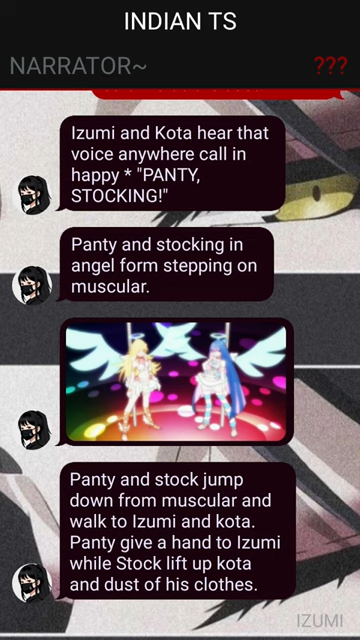 INDIAN TS
NARRATOR~ ???
Izumi and Kota hear that
voice anywhere call in
happy * "PANTY,
STOCKING!"
Panty and stocking in
angel form stepping on
muscular.
Panty and stock jump
down from muscular and
walk to Izumi and kota.
Panty give a hand to Izumi
while Stock lift up kota
and dust of his clothes.
IZUMI